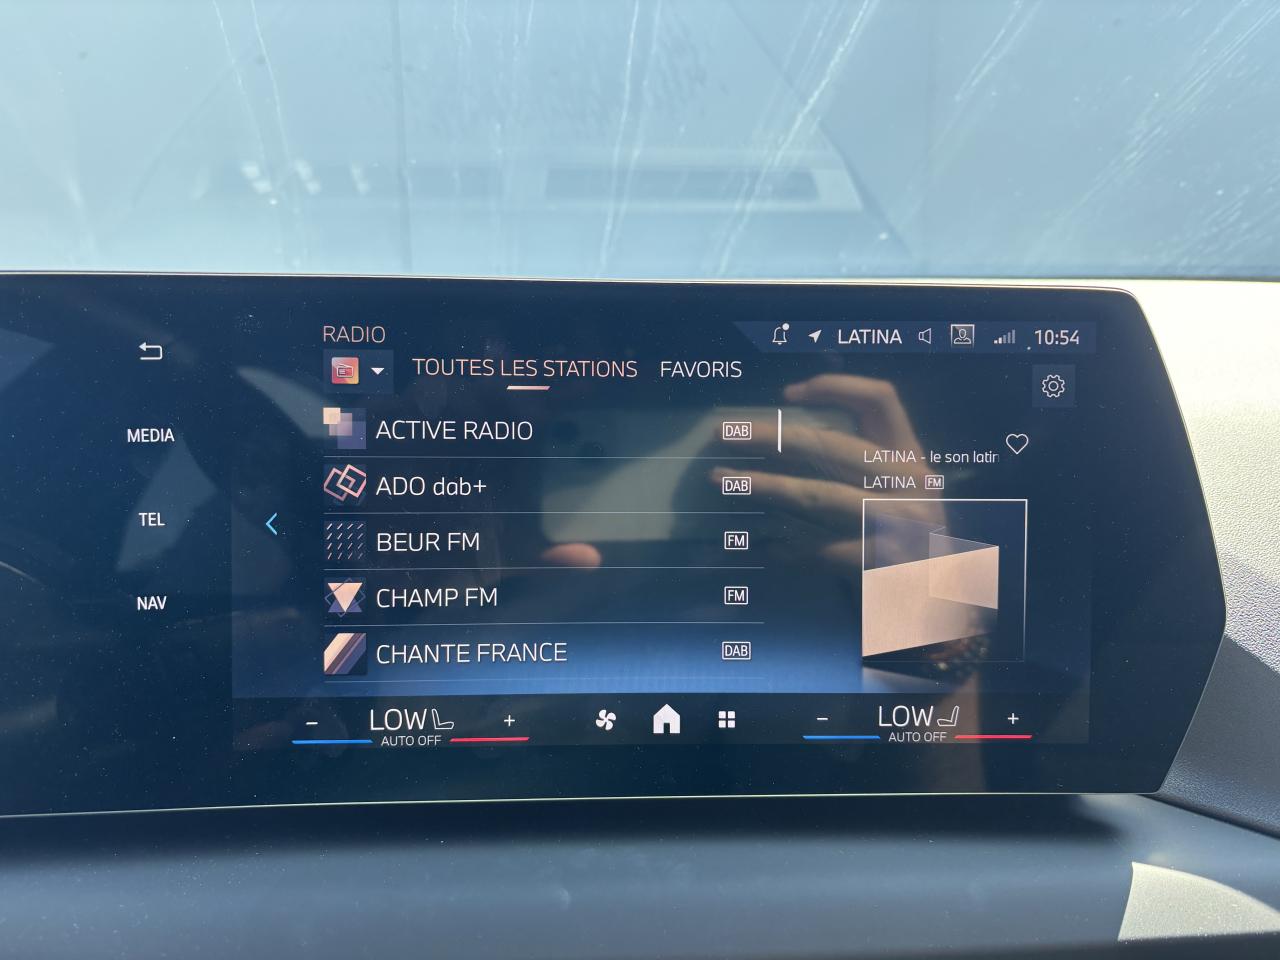 RADIO
LATINA
10:54
TOUTES LES STATIONS
FAVORIS
MEDIA
TEL
NAV
ACTIVE RADIO
DAB
ADO dab+
DAB
BEUR FM
FM
CHAMP FM
FM
CHANTE FRANCE
DAB
LATINA - le son latin
LATINA FM
- LOW +
AUTO OFF
- LOW +
AUTO OFF